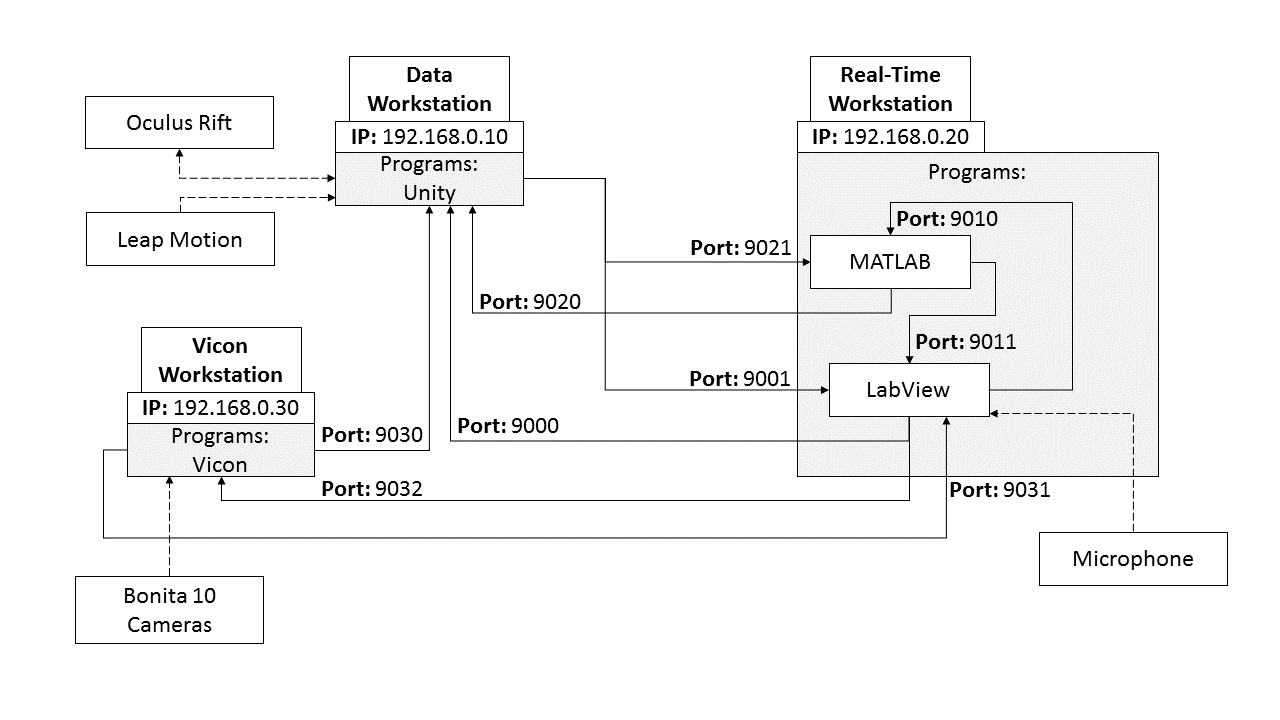 Data
Workstation
IP: 192.168.0.10
Programs:
Unity
Real-Time
Workstation
IP: 192.168.0.20
Programs:
Oculus Rift
Leap Motion
Port: 9010
MATLAB
Port: 9021
Port: 9020
Port: 9011
LabView
Port: 9001
Port: 9000
Vicon
Workstation
IP: 192.168.0.30
Programs:
Vicon
Port: 9030
Port: 9032
Port: 9031
Microphone
Bonita 10
Cameras